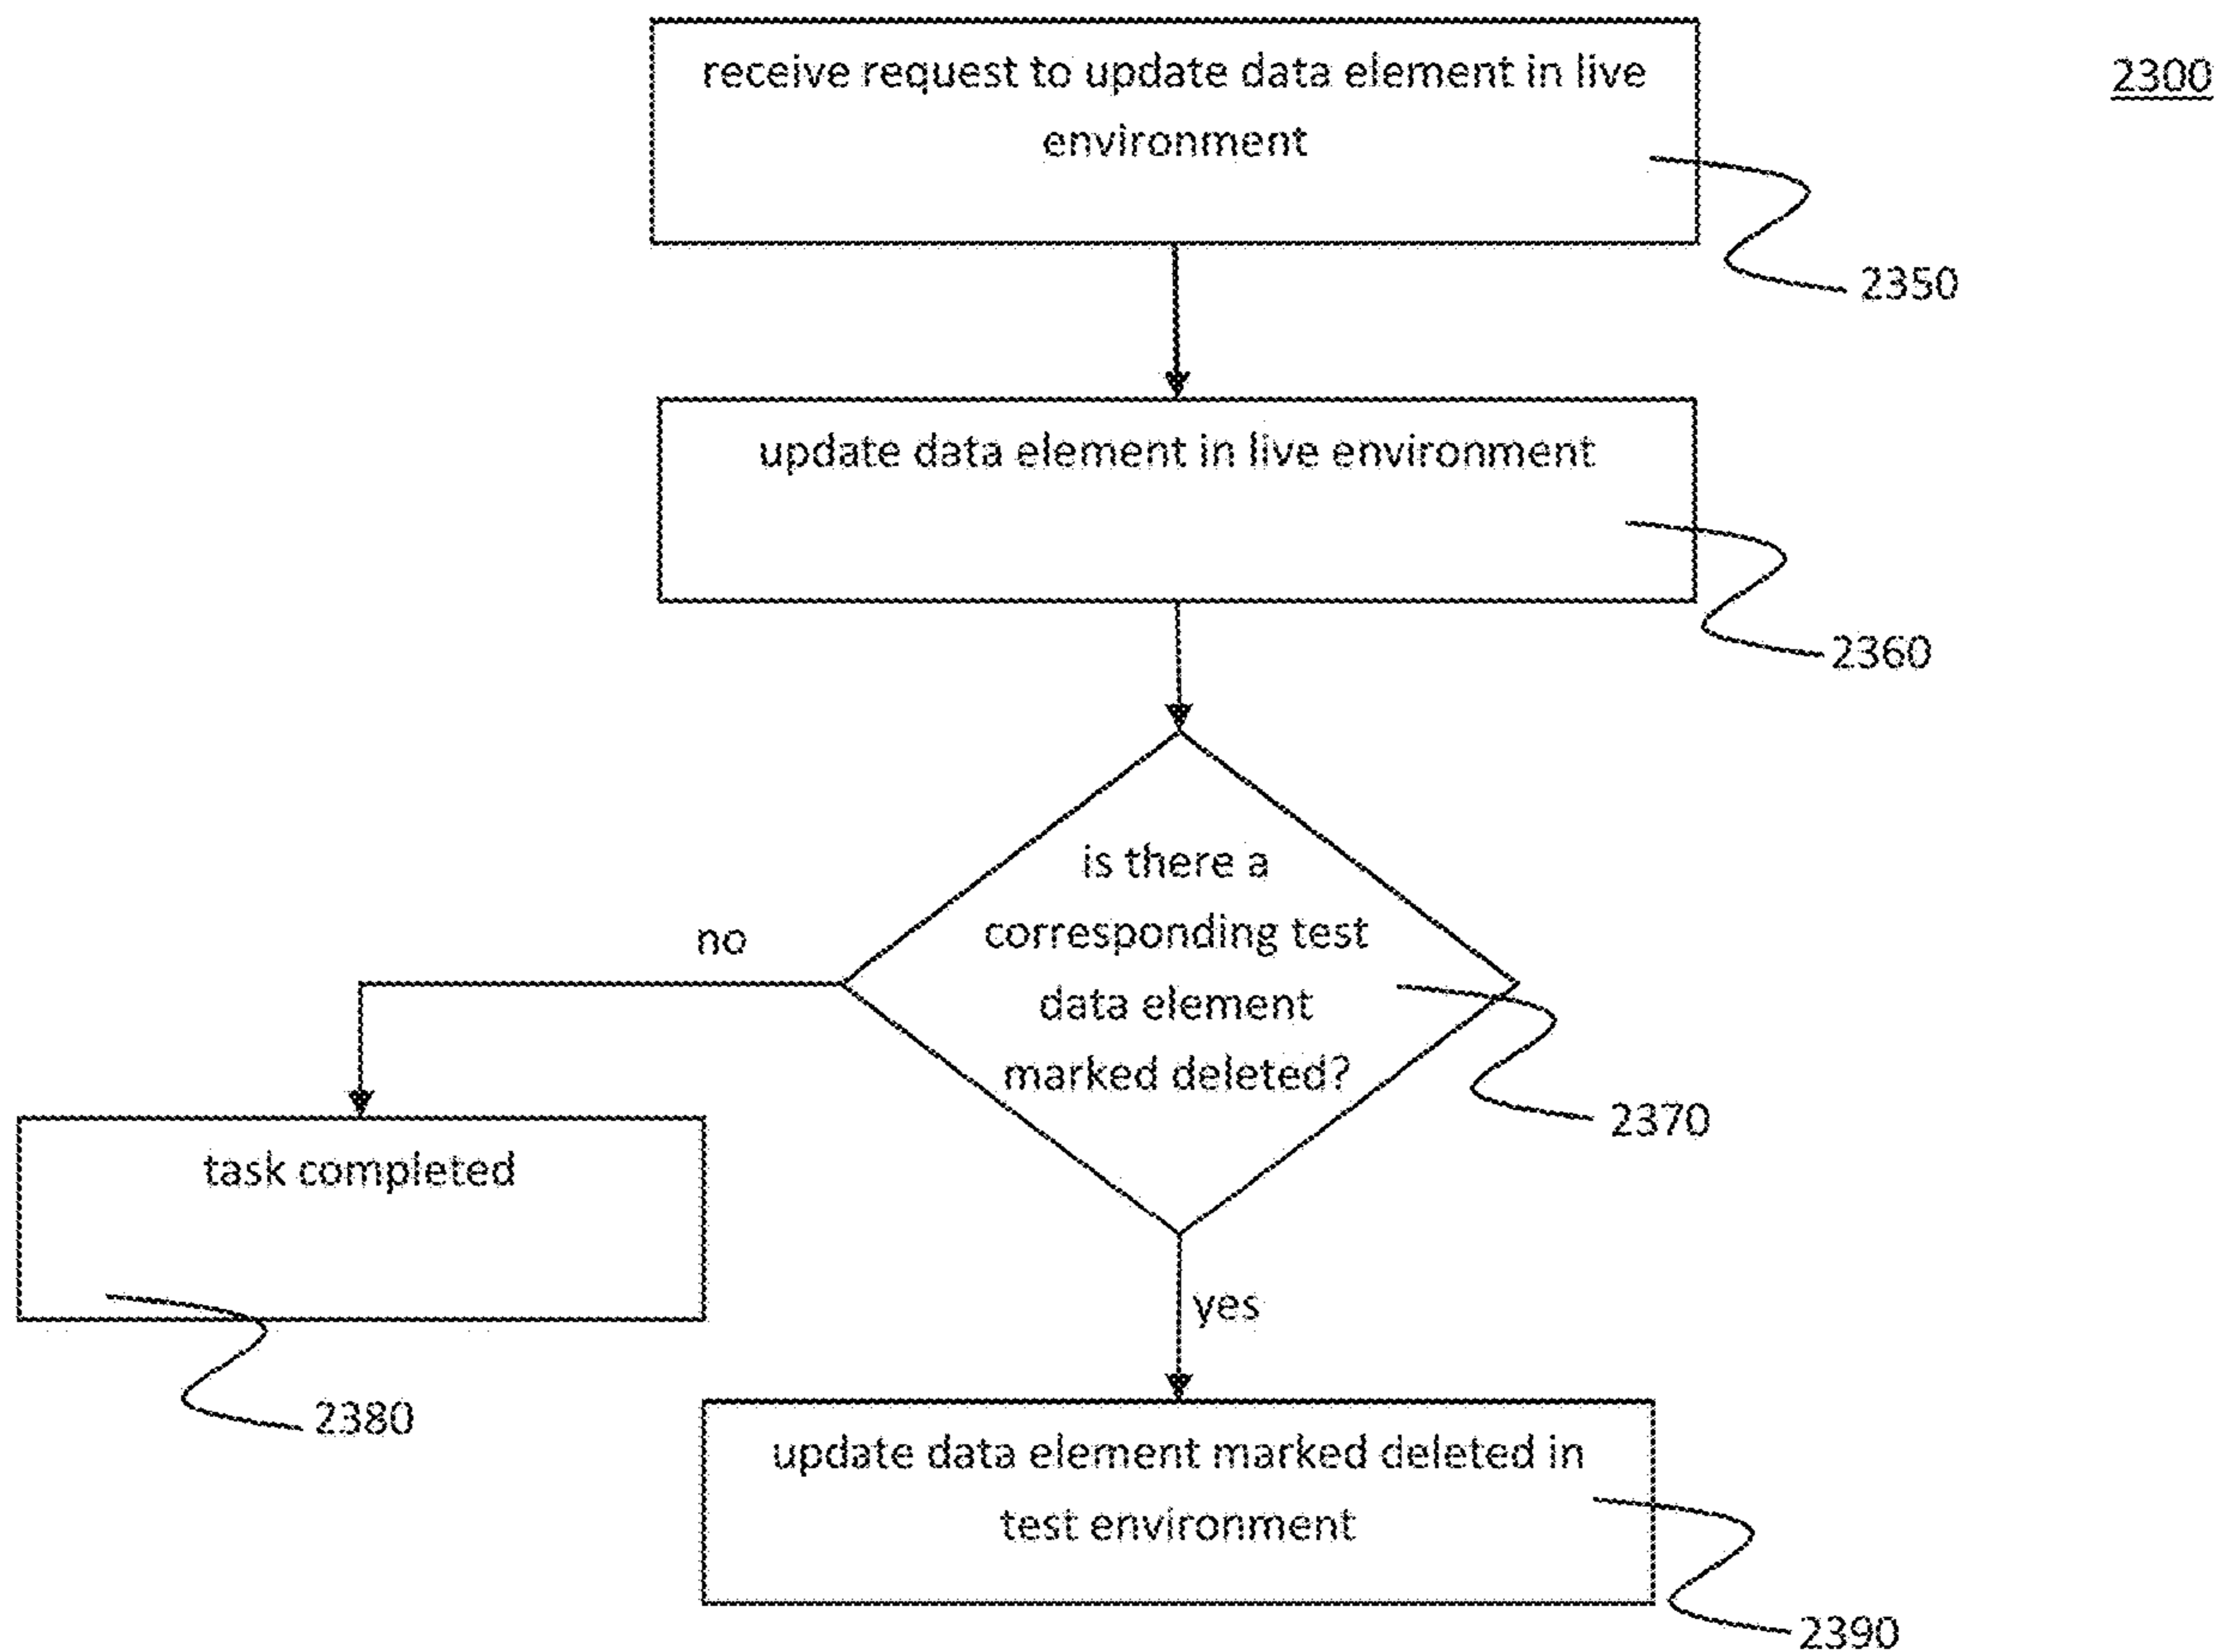 2300
receive request to update data element in live
environment
2350
update data element in live environment
2360
is there a
corresponding test
data element
marked deleted?
2370
no
task completed
2380
yes
update data element marked deleted in
test environment
2390